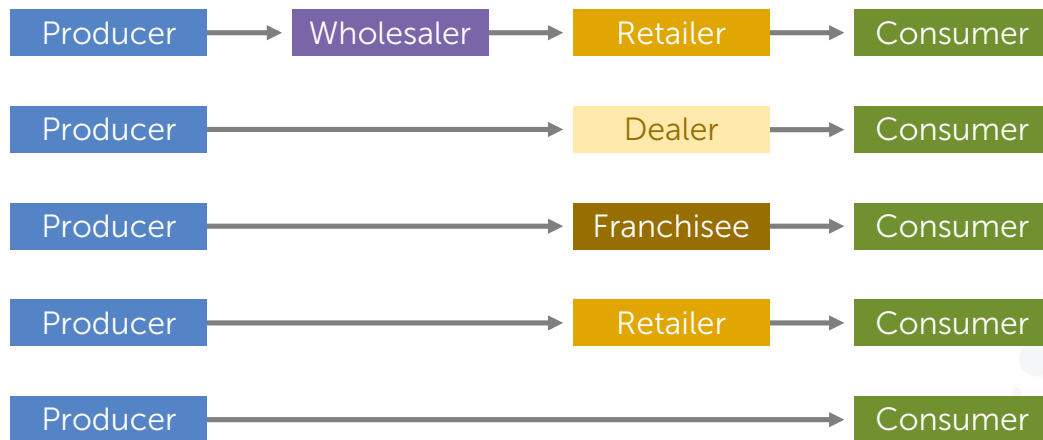 Producer Wholesaler Retailer Consumer
Producer Dealer Consumer
Producer Franchisee Consumer
Producer Retailer Consumer
Producer Consumer